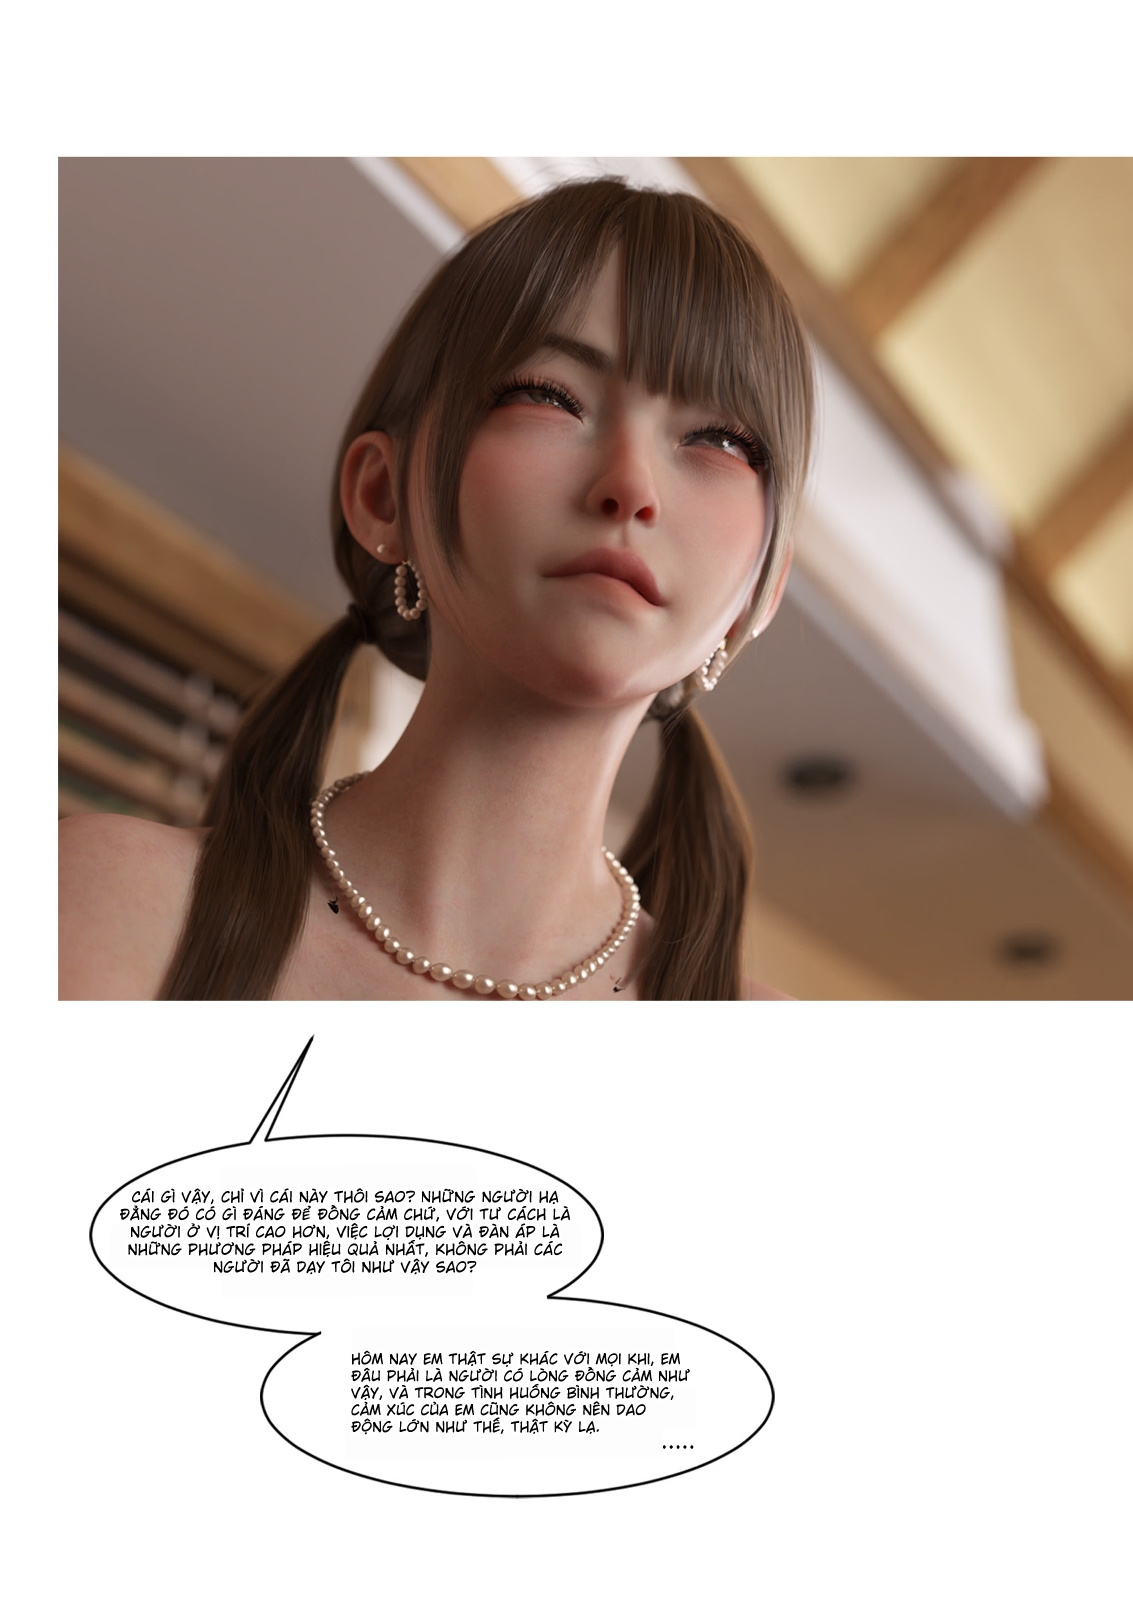 CÁI GÌ VẬY, CHỈ VÌ CÁI NÀY THÔI SAO? NHỮNG NGƯỜI HẠ
ĐẲNG ĐÓ CÓ GÌ ĐÁNG ĐỂ ĐỒNG CẢM CHỨ, VỚI TƯ CÁCH LÀ
NGƯỜI Ở VỊ TRÍ CAO HƠN, VIỆC LỢI DỤNG VÀ ĐÀN ÁP LÀ
NHỮNG PHƯƠNG PHÁP HIỆU QUẢ NHẤT, KHÔNG PHẢI CÁC
NGƯỜI ĐÃ DẠY TÔI NHƯ VẬY SAO?
HÔM NAY EM THẬT SỰ KHÁC VỚI MỌI KHI, EM
ĐÂU PHẢI LÀ NGƯỜI CÓ LÒNG ĐỒNG CẢM NHƯ
VẬY, VÀ TRONG TÌNH HUỐNG BÌNH THƯỜNG,
CẢM XÚC CỦA EM CŨNG KHÔNG NÊN DAO
ĐỘNG LỚN NHƯ THẾ, THẬT KỲ LẠ.
.....